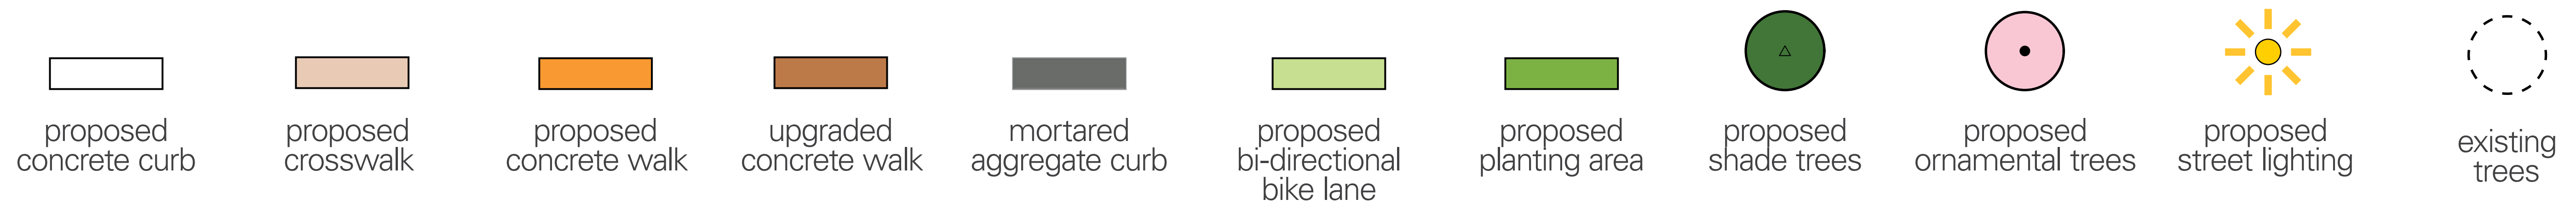 proposed
concrete curb
proposed
crosswalk
proposed
concrete walk
upgraded
concrete walk
mortared
aggregate curb
proposed
bi-directional
bike lane
proposed
planting area
proposed
shade trees
proposed
ornamental trees
proposed
street lighting
existing
trees